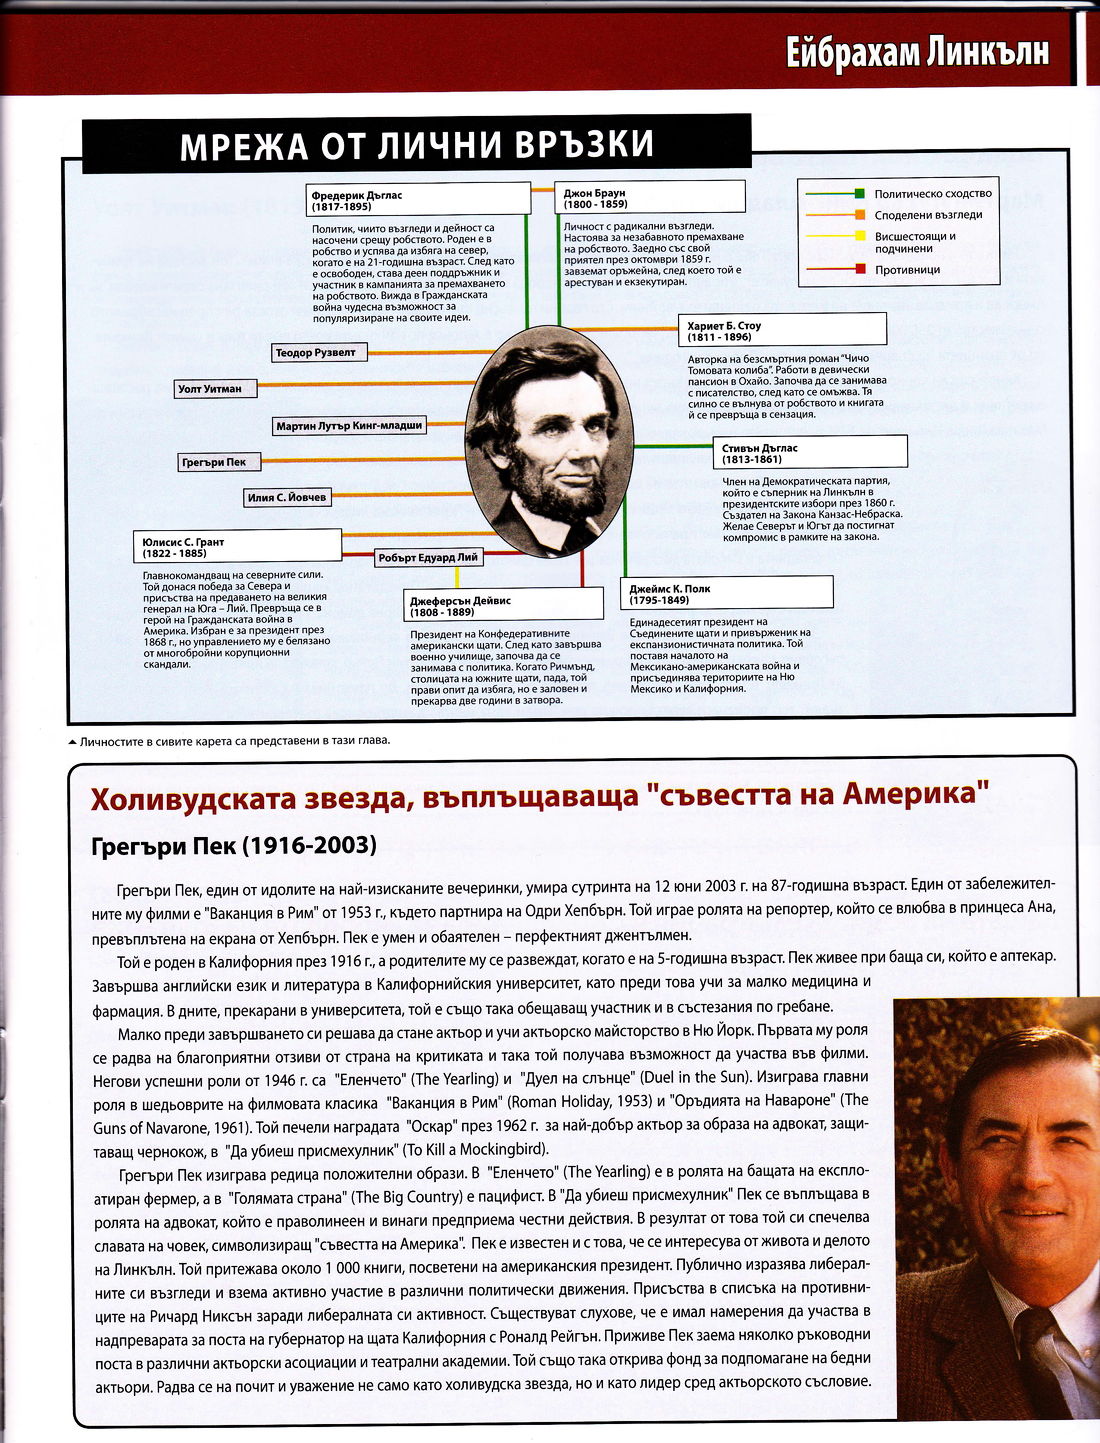 Ейбрахам Линкълн
МРЕЖА ОТ ЛИЧНИ ВРЪЗКИ
Фредерик Дъглас
(1817-1895)
Политик, чиито възгледи и дейност са
насочени срещу робството. Роден е в
робство и успява да избяга на север,
когато е на 21-годишна възраст. След като
е освободен, става деен поддръжник и
участник в кампанията за премахването
на робството. Вижда в Гражданската
война чудесна възможност за
популяризиране на своите идеи.
Джон Браун
(1800 - 1859)
Личност с радикални възгледи.
Настоява за незабавното премахване
на робството. Заедно със свой
приятел през октомври 1859 г.
завземат оръжейна, след което той е
арестуван и екзекутиран.
Политическо сходство
Споделени възгледи
Висшестоящи и
подчинени
Противници
Хариет Б. Стоу
(1811 - 1896)
Авторка на безсмъртния роман "Чичо
Томовата колиба". Работи в девически
пансион в Охайо. Започва да се занимава
с писателство, след като се омъжва. Тя
силно се вълнува от робството и книгата
ѝ се превръща в сензация.
Теодор Рузвелт
Уолт Уитман
Мартин Лутър Кинг-младши
Грегъри Пек
Илия С. Йовчев
Стивън Дъглас
(1813-1861)
Член на Демократическата партия,
който е съперник на Линкълн в
президентските избори през 1860 г.
Създател на Закона Канзас-Небраска.
Желае Северът и Югът да постигнат
компромис в рамките на закона.
Юлисис С. Грант
(1822 - 1885)
Главнокомандващ на северните сили.
Той донася победа за Севера и
присъства на предаването на великия
генерал на Юга – Лий. Превръща се в
герой на Гражданската война в
Америка. Избран е за президент през
1868 г., но управлението му е белязано
от многобройни корупционни
скандали.
Робърт Едуард Лий
Джеферсън Дейвис
(1808 - 1889)
Президент на Конфедеративните
американски щати. След като завършва
военно училище, започва да се
занимава с политика. Когато Ричмънд,
столицата на южните щати, пада, той
прави опит да избяга, но е заловен и
прекарва две години в затвора.
Джеймс К. Полк
(1795-1849)
Единадесетият президент на
Съединените щати и привърженик на
експанзионистичната политика. Той
поставя началото на
Мексикано-американската война и
присъединява териториите на Ню
Мексико и Калифорния.
Личностите в сивите карета са представени в тази глава.
Холивудската звезда, въплъщаваща "съвестта на Америка"
Грегъри Пек (1916-2003)
Грегъри Пек, един от идолите на най-изисканите вечеринки, умира сутринта на 12 юни 2003 г. на 87-годишна възраст. Един от забележител-
ните му филми е "Ваканция в Рим" от 1953 г., където партнира на Одри Хепбърн. Той играе ролята на репортер, който се влюбва в принцеса Ана,
превъплътена на екрана от Хепбърн. Пек е умен и обаятелен – перфектният джентълмен.
Той е роден в Калифорния през 1916 г., а родителите му се развеждат, когато е на 5-годишна възраст. Пек живее при баща си, който е аптекар.
Завършва английски език и литература в Калифорнийския университет, като преди това учи за малко медицина и
фармация. В дните, прекарани в университета, той е също така обещаващ участник и в състезания по гребане.
Малко преди завършването си решава да стане актьор и учи актьорско майсторство в Ню Йорк. Първата му роля
се радва на благоприятни отзиви от страна на критиката и така той получава възможност да участва във филми.
Негови успешни роли от 1946 г. са "Еленчето" (The Yearling) и "Дуел на слънце" (Duel in the Sun). Изиграва главни
роля в шедьоврите на филмовата класика "Ваканция в Рим" (Roman Holiday, 1953) и "Оръдията на Навароне" (The
Guns of Navarone, 1961). Той печели наградата "Оскар" през 1962 г. за най-добър актьор за образа на адвокат, защи-
таващ чернокож, в "Да убиеш присмехулник" (To Kill a Mockingbird).
Грегъри Пек изиграва редица положителни образи. В "Еленчето" (The Yearling) е в ролята на бащата на експло-
атиран фермер, а в "Голямата страна" (The Big Country) е пацифист. В "Да убиеш присмехулник" Пек се въплъщава в
ролята на адвокат, който е праволинеен и винаги предприема честни действия. В резултат от това той си спечелва
славата на човек, символизиращ "съвестта на Америка". Пек е известен и с това, че се интересува от живота и делото
на Линкълн. Той притежава около 1 000 книги, посветени на американския президент. Публично изразява либерал-
ните си възгледи и взема активно участие в различни политически движения. Присъства в списъка на противни-
ците на Ричард Никсън заради либералната си активност. Съществуват слухове, че е имал намерения да участва в
надпреварата за поста на губернатор на щата Калифорния с Роналд Рейгън. Приживе Пек заема няколко ръководни
поста в различни актьорски асоциации и театрални академии. Той също така открива фонд за подпомагане на бедни
актьори. Радва се на почит и уважение не само като холивудска звезда, но и като лидер сред актьорското съсловие.